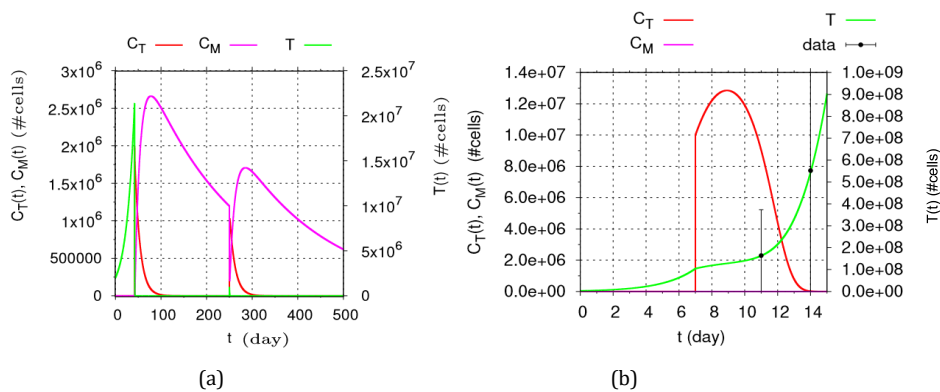 C_T C_M T
3x10^6
2.5x10^6
2x10^6
1.5x10^6
1x10^6
500000
0
2.5x10^7
2x10^7
1.5x10^7
1x10^7
5x10^6
0
C_T(t), C_M(t) (#cells)
T(t) (#cells)
0 100 200 300 400 500
t (day)
(a)
C_T T
C_M data
1.4e+07
1.2e+07
1.0e+07
8.0e+06
6.0e+06
4.0e+06
2.0e+06
0.0e+00
1.0e+09
9.0e+08
8.0e+08
7.0e+08
6.0e+08
5.0e+08
4.0e+08
3.0e+08
2.0e+08
1.0e+08
0.0e+00
C_T(t), C_M(t) (#cells)
T(t) (#cells)
0 2 4 6 8 10 12 14
t (day)
(b)